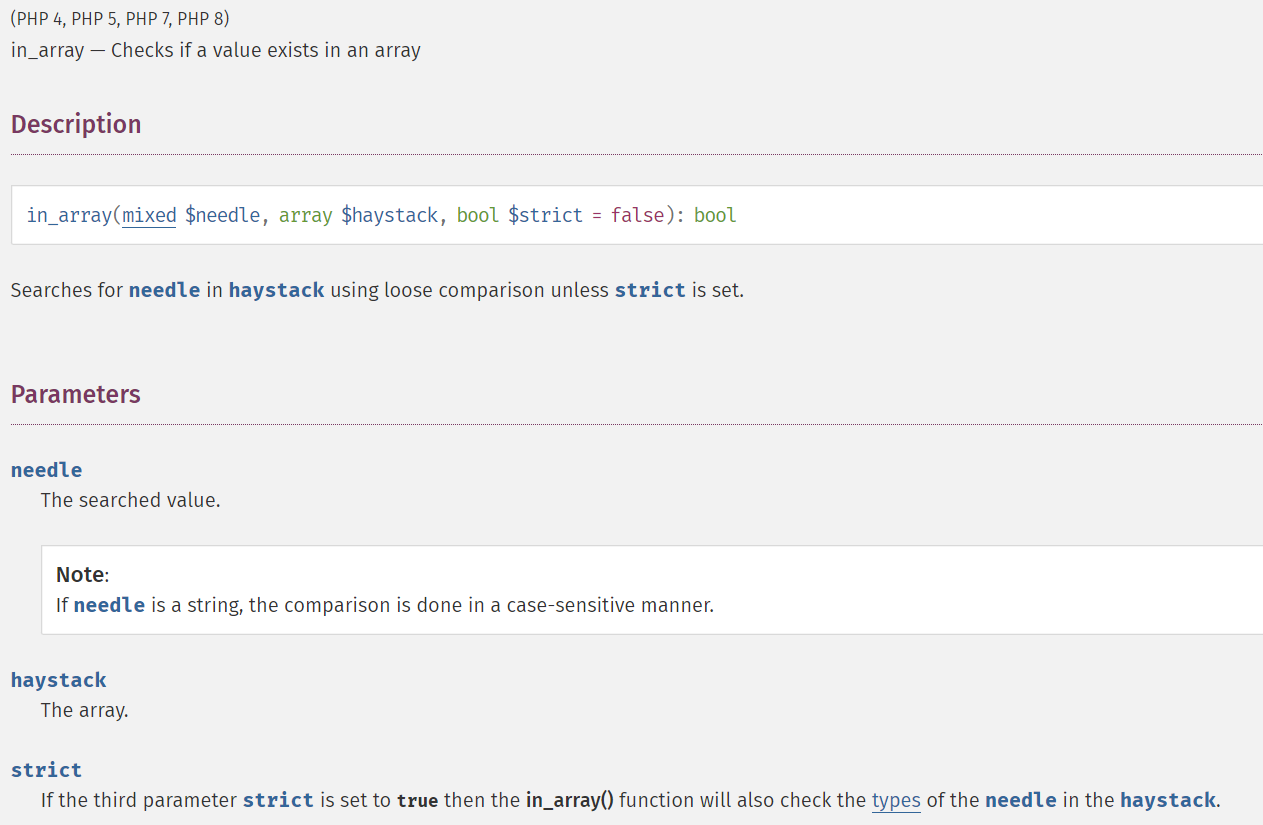 (PHP 4, PHP 5, PHP 7, PHP 8)
in_array — Checks if a value exists in an array
Description
in_array(mixed $needle, array $haystack, bool $strict = false): bool
Searches for needle in haystack using loose comparison unless strict is set.
Parameters
needle
The searched value.
Note:
If needle is a string, the comparison is done in a case-sensitive manner.
haystack
The array.
strict
If the third parameter strict is set to true then the in_array() function will also check the types of the needle in the haystack.